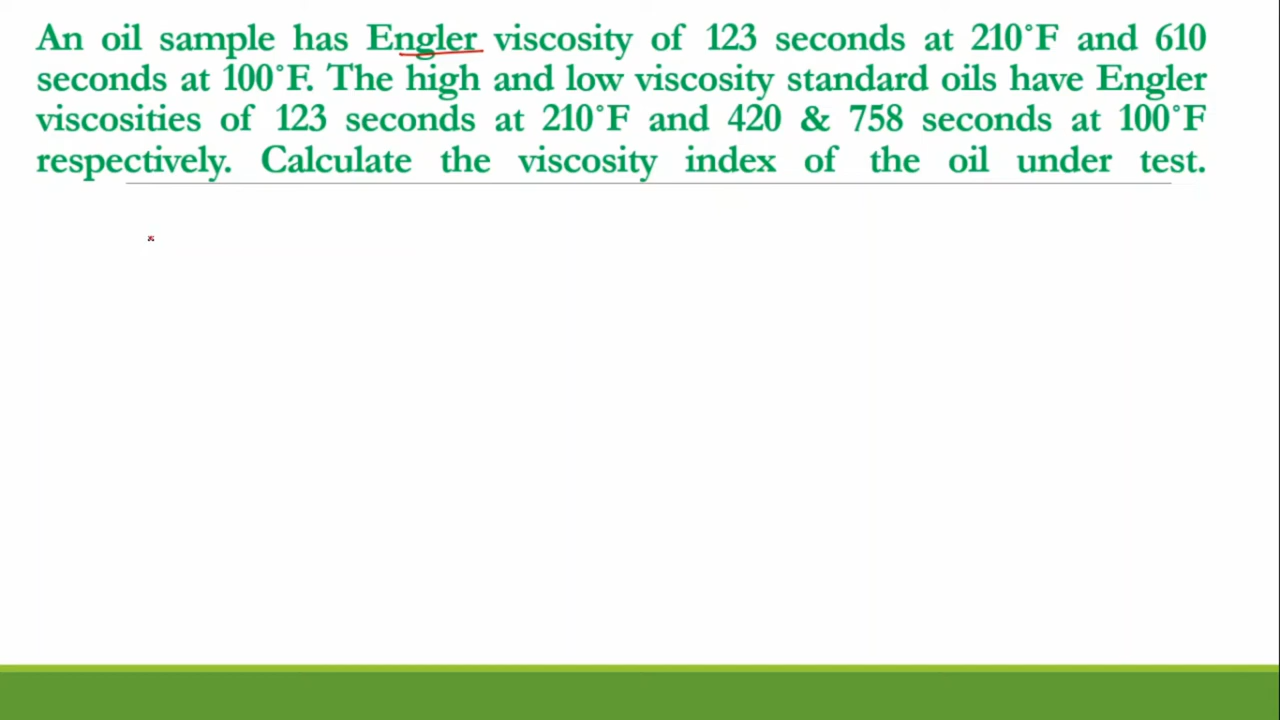 An oil sample has Engler viscosity of 123 seconds at 210°F and 610
seconds at 100°F. The high and low viscosity standard oils have Engler
viscosities of 123 seconds at 210°F and 420 & 758 seconds at 100°F
respectively. Calculate the viscosity index of the oil under test.